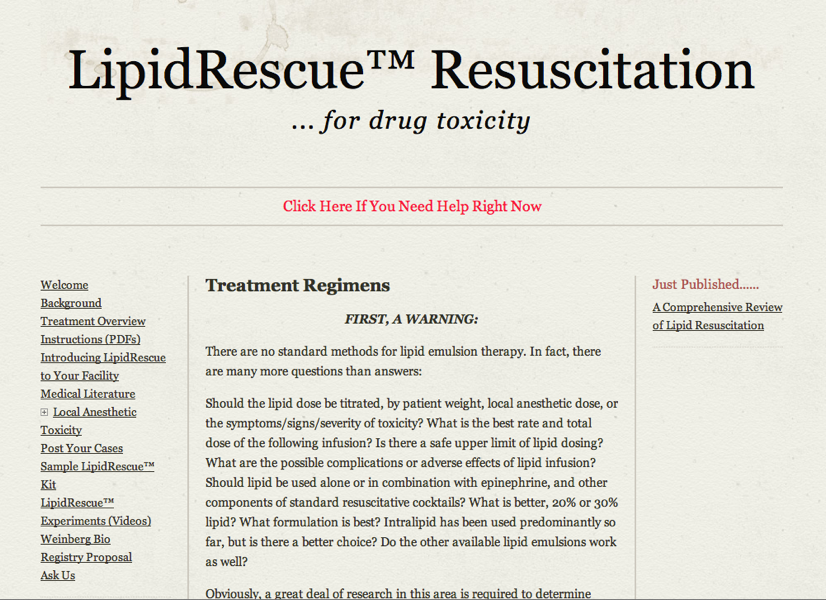 LipidRescue™ Resuscitation
... for drug toxicity
Click Here If You Need Help Right Now
Welcome
Background
Treatment Overview
Instructions (PDFs)
Introducing LipidRescue
to Your Facility
Medical Literature
Local Anesthetic
Toxicity
Post Your Cases
Sample LipidRescue™
Kit
LipidRescue™
Experiments (Videos)
Weinberg Bio
Registry Proposal
Ask Us
Treatment Regimens
FIRST, A WARNING:
There are no standard methods for lipid emulsion therapy. In fact, there
are many more questions than answers:
Should the lipid dose be titrated, by patient weight, local anesthetic dose, or
the symptoms/signs/severity of toxicity? What is the best rate and total
dose of the following infusion? Is there a safe upper limit of lipid dosing?
What are the possible complications or adverse effects of lipid infusion?
Should lipid be used alone or in combination with epinephrine, and other
components of standard resuscitative cocktails? What is better, 20% or 30%
lipid? What formulation is best? Intralipid has been used predominantly so
far, but is there a better choice? Do the other available lipid emulsions work
as well?
Obviously, a great deal of research in this area is required to determine
Just Published......
A Comprehensive Review
of Lipid Resuscitation